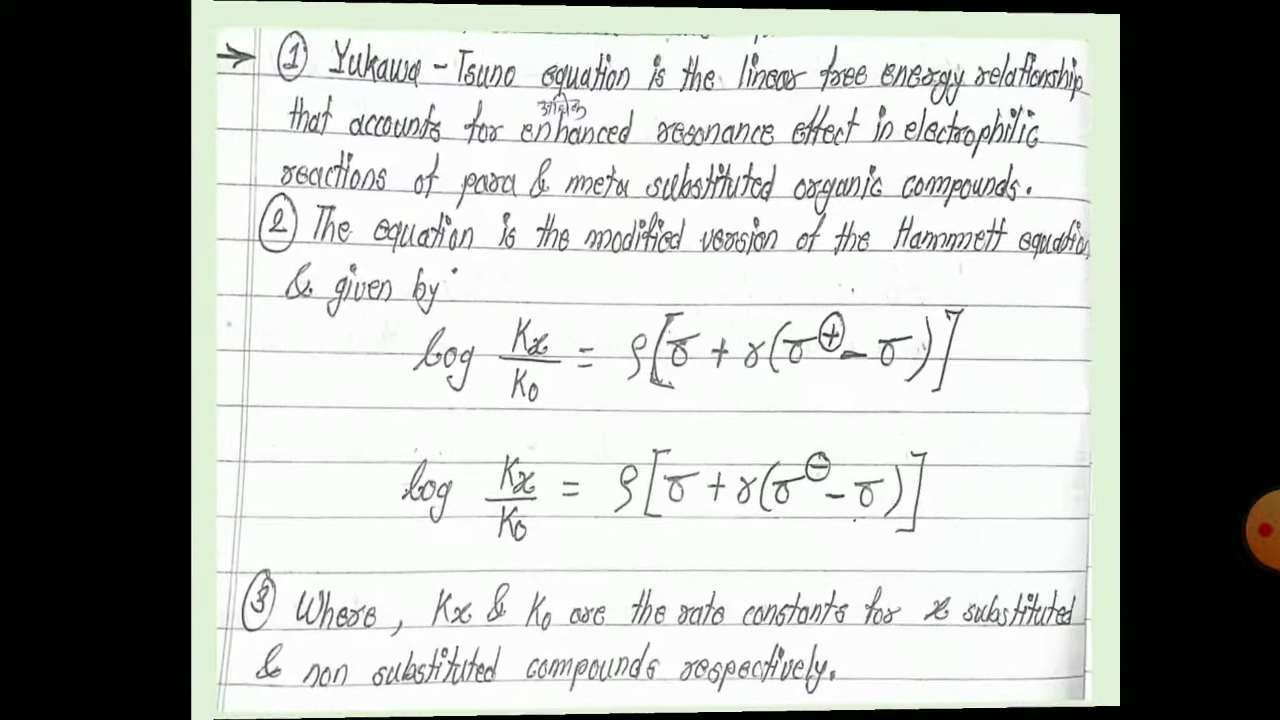 → ① Yukawa - Tsuno equation is the linear free energy relationship
अधिक
that accounts for enhanced resonance effect in electrophilic
reactions of para & meta substituted organic compounds.
② The equation is the modified version of the Hammett equation
& given by
log Kx/K0 = ρ[σ + r(σ⊕ - σ)]
log Kx/K0 = ρ[σ + r(σ⊖ - σ)]
③ Where, Kx & K0 are the rate constants for x substituted
& non substituted compounds respectively.